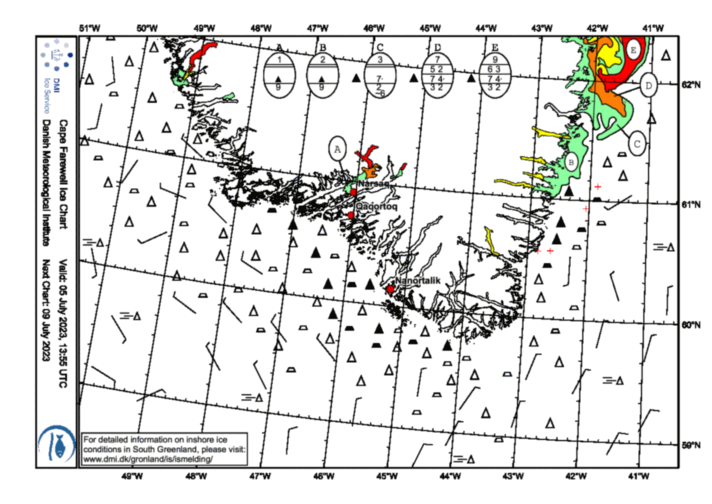 51°W 50°W 49°W 48°W 47°W 46°W 45°W 44°W 43°W 42°W 41°W
A B C D E
1 2 3 7 9
5 2 6 3
7 7 4 7 4
9 9 3 2 3 2
E
62°N
D
C
B
A
Narsaq
Qaqortoq
61°N
Nanortalik
60°N
59°N
DMI
Ice Service
Cape Farewell Ice Chart Valid: 05 July 2023, 13:55 UTC
Danish Meteorological Institute Next Chart: 09 July 2023
For detailed information on inshore ice
conditions in South Greenland, please visit:
www.dmi.dk/gronland/is/ismelding/
49°W 48°W 47°W 46°W 45°W 44°W 43°W 42°W